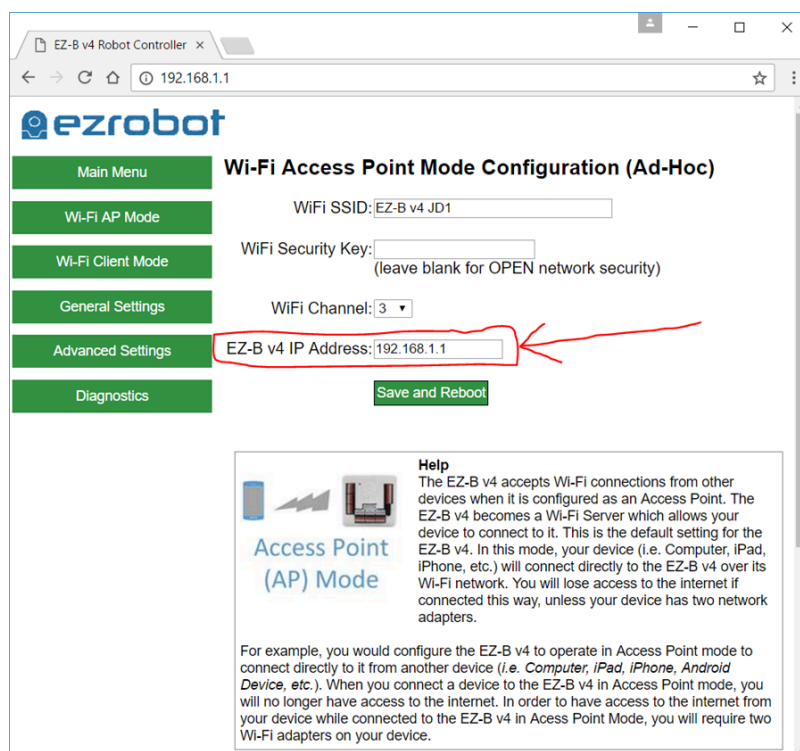 EZ-B v4 Robot Controller
192.168.1.1
ezrobot
Main Menu
Wi-Fi AP Mode
Wi-Fi Client Mode
General Settings
Advanced Settings
Diagnostics
Wi-Fi Access Point Mode Configuration (Ad-Hoc)
WiFi SSID: EZ-B v4 JD1
WiFi Security Key:
(leave blank for OPEN network security)
WiFi Channel: 3
EZ-B v4 IP Address: 192.168.1.1
Save and Reboot
Access Point
(AP) Mode
Help
The EZ-B v4 accepts Wi-Fi connections from other
devices when it is configured as an Access Point. The
EZ-B v4 becomes a Wi-Fi Server which allows your
device to connect to it. This is the default setting for the
EZ-B v4. In this mode, your device (i.e. Computer, iPad,
iPhone, etc.) will connect directly to the EZ-B v4 over its
Wi-Fi network. You will lose access to the internet if
connected this way, unless your device has two network
adapters.
For example, you would configure the EZ-B v4 to operate in Access Point mode to
connect directly to it from another device (i.e. Computer, iPad, iPhone, Android
Device, etc.). When you connect a device to the EZ-B v4 in Access Point mode, you
will no longer have access to the internet. In order to have access to the internet from
your device while connected to the EZ-B v4 in Acess Point Mode, you will require two
Wi-Fi adapters on your device.